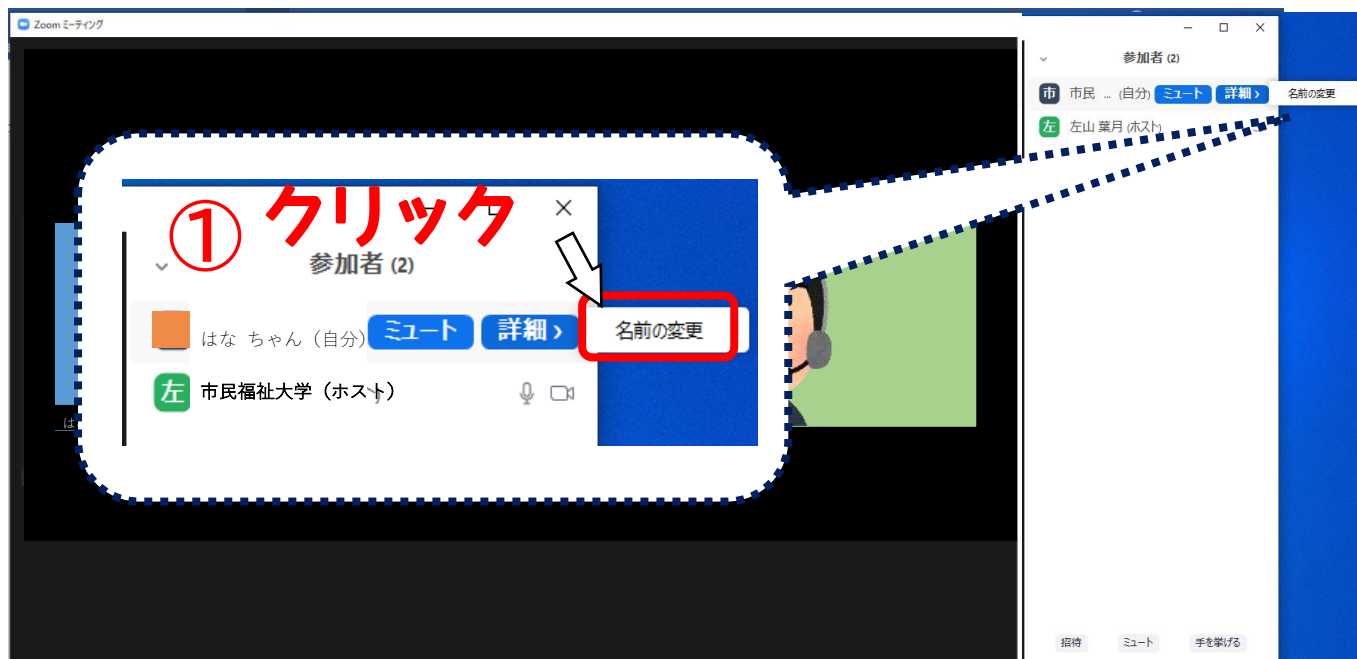 Zoom ミーティング
参加者 (2)
市 市民 ... (自分) ミュート 詳細 › 名前の変更
左 左山 葉月 (ホスト)
① クリック
参加者 (2)
はな ちゃん（自分） ミュート 詳細 › 名前の変更
左 市民福祉大学（ホスト）
は
招待 ミュート 手を挙げる